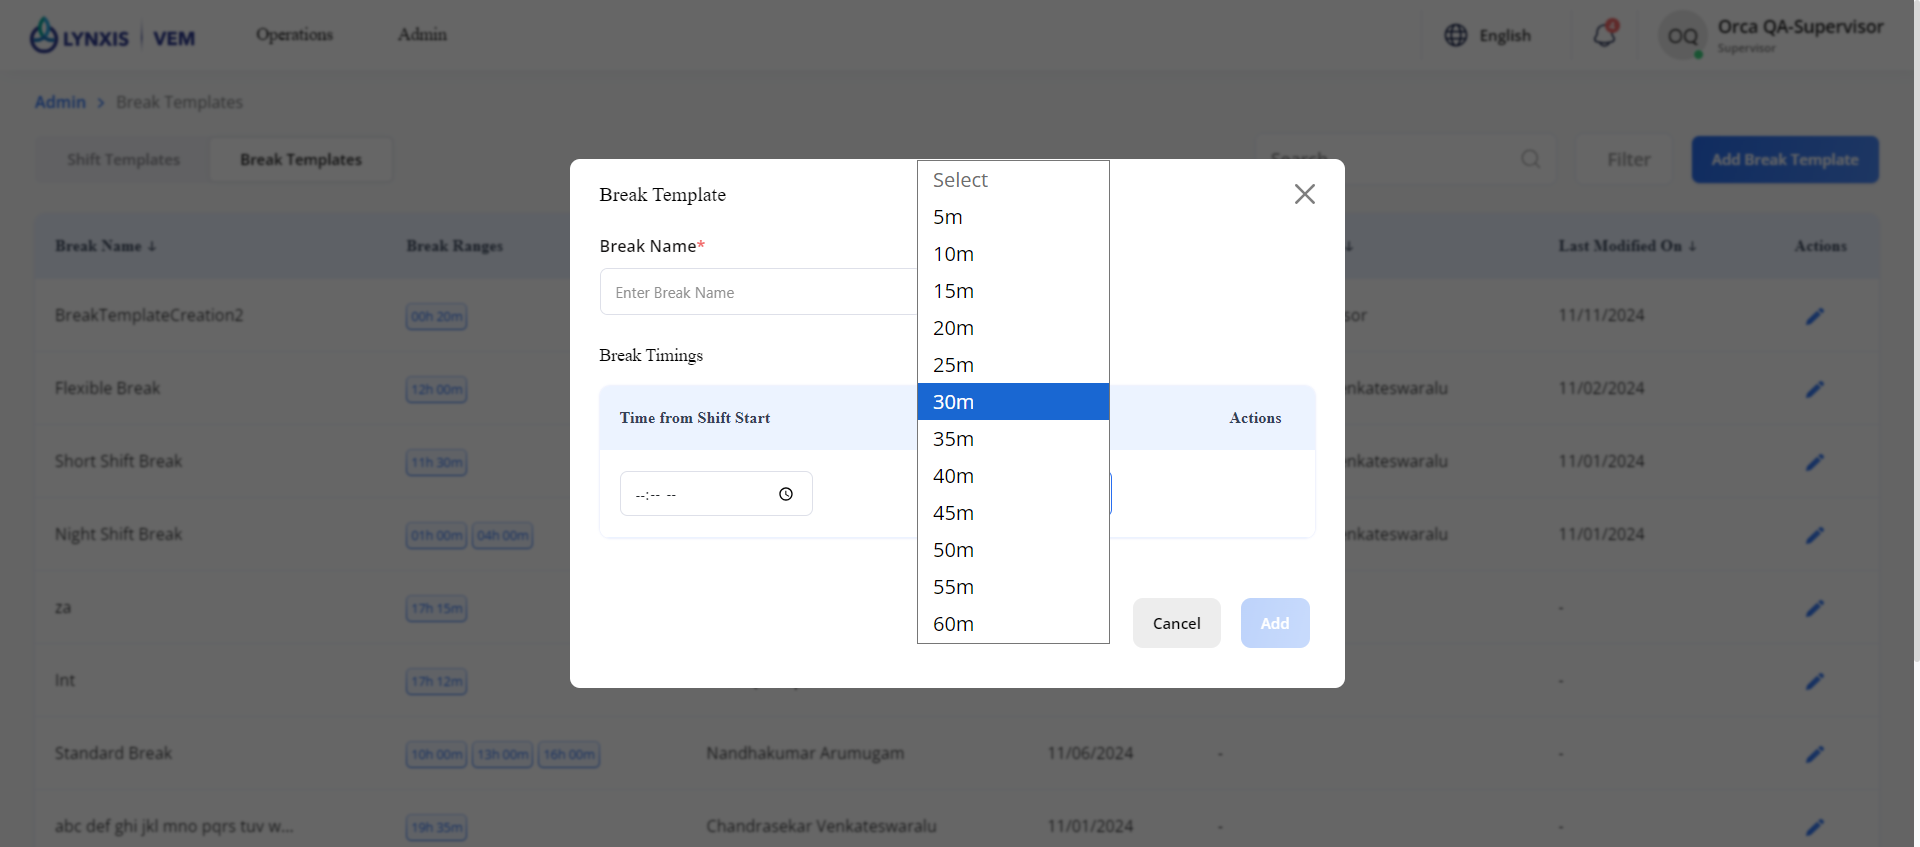 LYNXIS | VEM
Operations
Admin
English
4
OQ
Orca QA-Supervisor
Supervisor
Admin > Break Templates
Shift Templates
Break Templates
Search
Filter
Add Break Template
Break Name ↓
Break Ranges
↓
Last Modified On ↓
Actions
BreakTemplateCreation2
00h 20m
sor
11/11/2024
Flexible Break
12h 00m
enkateswaralu
11/02/2024
Short Shift Break
11h 30m
enkateswaralu
11/01/2024
Night Shift Break
01h 00m
04h 00m
enkateswaralu
11/01/2024
za
17h 15m
-
Int
17h 12m
-
Standard Break
10h 00m
13h 00m
16h 00m
Nandhakumar Arumugam
11/06/2024
-
-
abc def ghi jkl mno pqrs tuv w...
19h 35m
Chandrasekar Venkateswaralu
11/01/2024
-
-
Break Template
Break Name*
Enter Break Name
Break Timings
Time from Shift Start
Actions
--:-- --
Select
5m
10m
15m
20m
25m
30m
35m
40m
45m
50m
55m
60m
Cancel
Add